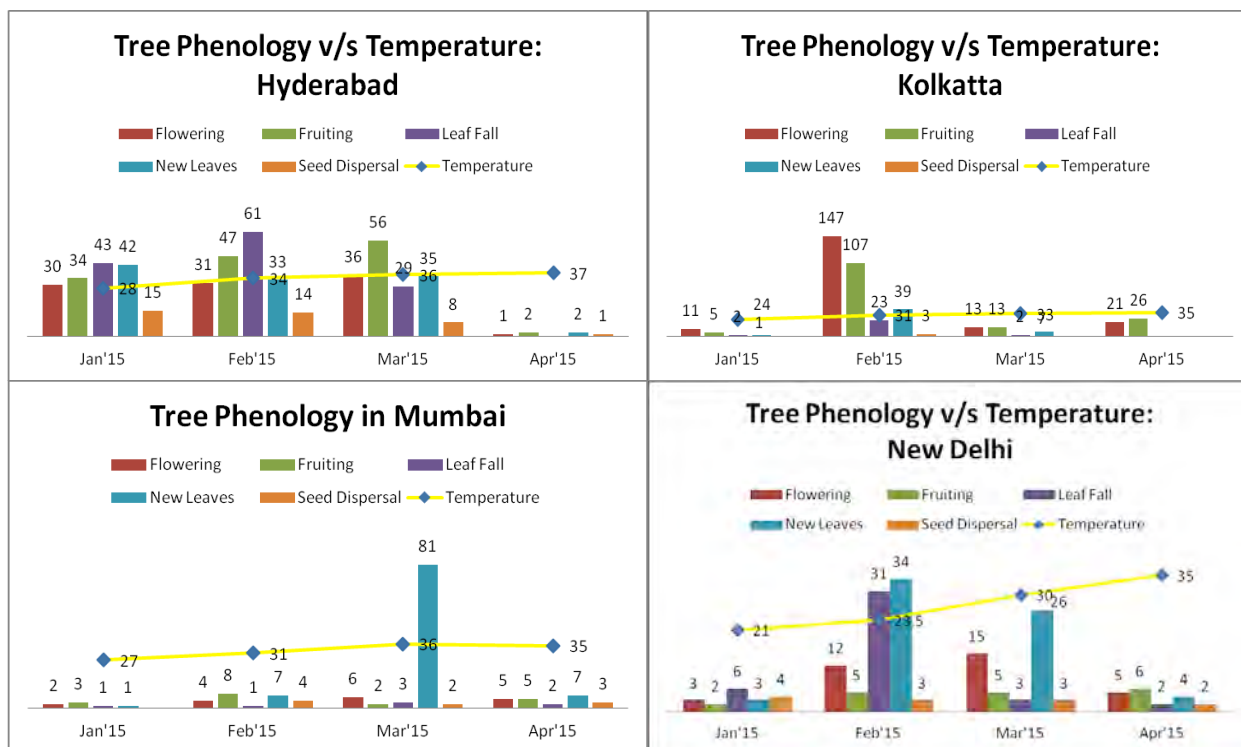 Tree Phenology v/s Temperature:
Hyderabad
Flowering Fruiting Leaf Fall
New Leaves Seed Dispersal Temperature
30 34 43 42 28 15
31 47 61 33 34 14
36 56 29 35 36 8
1 2 2 1 37
Jan'15 Feb'15 Mar'15 Apr'15
Tree Phenology v/s Temperature:
Kolkatta
Flowering Fruiting Leaf Fall
New Leaves Seed Dispersal Temperature
11 5 2 24 1
147 107 23 39 31 3
13 13 2 7 33
21 26 35
Jan'15 Feb'15 Mar'15 Apr'15
Tree Phenology in Mumbai
Flowering Fruiting Leaf Fall
New Leaves Seed Dispersal Temperature
2 3 1 27 1
4 8 1 31 7 4
6 2 3 36 81 2
5 5 2 35 7 3
Jan'15 Feb'15 Mar'15 Apr'15
Tree Phenology v/s Temperature:
New Delhi
Flowering Fruiting Leaf Fall
New Leaves Seed Dispersal Temperature
3 2 6 21 3 4
12 5 31 23.5 34 3
15 5 3 30 26 3
5 6 2 35 4 2
Jan'15 Feb'15 Mar'15 Apr'15